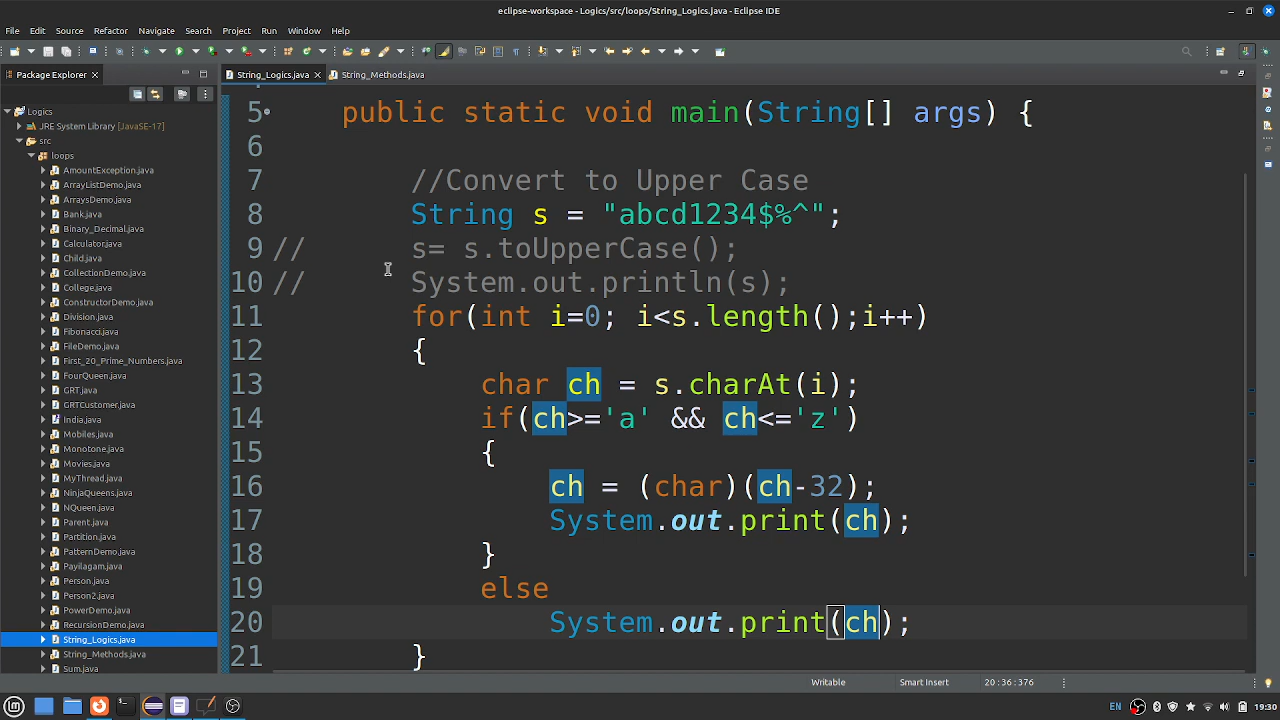 eclipse-workspace - Logics/src/loops/String_Logics.java - Eclipse IDE
File Edit Source Refactor Navigate Search Project Run Window Help
Package Explorer
String_Logics.java
String_Methods.java
Logics
JRE System Library [JavaSE-17]
src
loops
AmountException.java
ArrayListDemo.java
ArraysDemo.java
Bank.java
Binary_Decimal.java
Calculator.java
Child.java
CollectionDemo.java
College.java
ConstructorDemo.java
Division.java
Fibonacci.java
FileDemo.java
First_20_Prime_Numbers.java
FourQueen.java
GRT.java
GRTCustomer.java
India.java
Mobiles.java
Monotone.java
Movies.java
MyThread.java
NinjaQueens.java
NQueen.java
Parent.java
Partition.java
PatternDemo.java
Payilagam.java
Person.java
Person2.java
PowerDemo.java
RecursionDemo.java
String_Logics.java
String_Methods.java
Sum.java
5 public static void main(String[] args) {
6
7 //Convert to Upper Case
8 String s = "abcd1234$%^";
9 // s= s.toUpperCase();
10 // System.out.println(s);
11 for(int i=0; i<s.length();i++)
12 {
13 char ch = s.charAt(i);
14 if(ch>='a' && ch<='z')
15 {
16 ch = (char)(ch-32);
17 System.out.print(ch);
18 }
19 else
20 System.out.print(ch);
21 }
Writable Smart Insert 20:36:376
EN 19:30